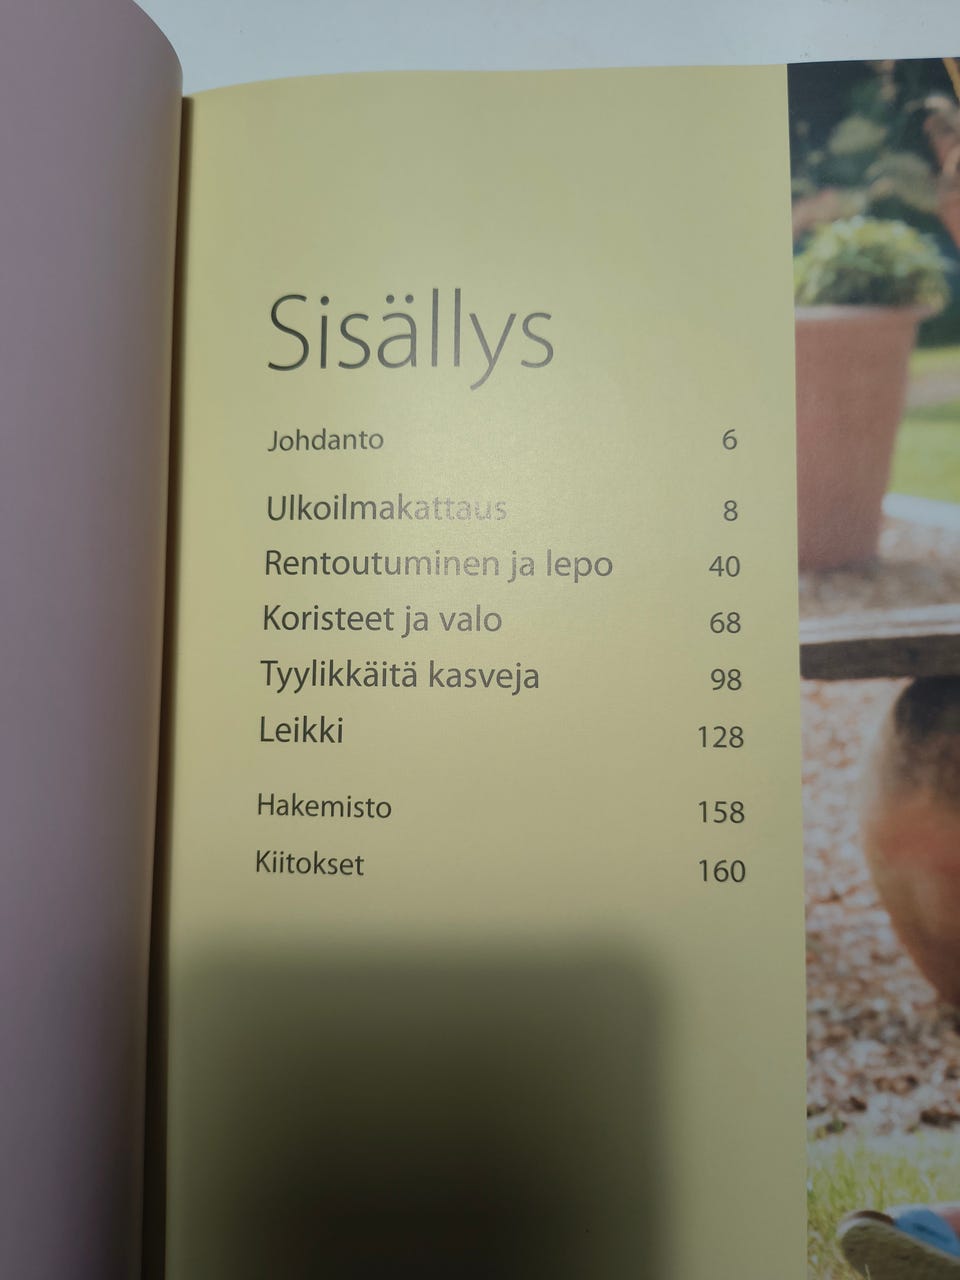 Sisällys
Johdanto 6
Ulkoilmakattaus 8
Rentoutuminen ja lepo 40
Koristeet ja valo 68
Tyylikkäitä kasveja 98
Leikki 128
Hakemisto 158
Kiitokset 160